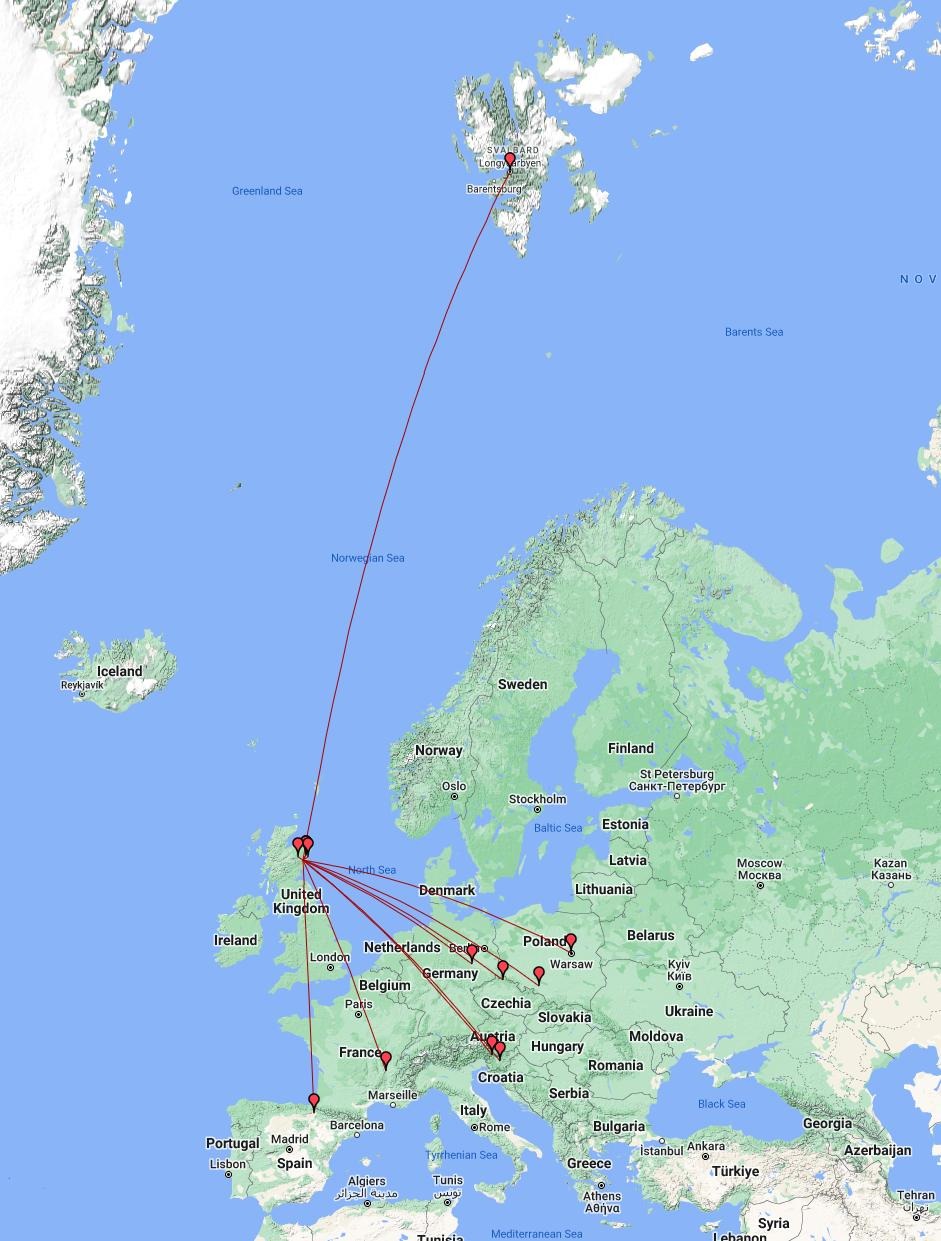 SVALBARD
Longyearbyen
Barentsburg
Greenland Sea
NOV
Barents Sea
Norwegian Sea
Iceland
Reykjavík
Sweden
Norway
Finland
St Petersburg
Санкт-Петербург
Oslo
Stockholm
Baltic Sea
Estonia
Latvia
Moscow
Москва
Kazan
Казань
North Sea
Denmark
Lithuania
United
Kingdom
Ireland
Netherlands
Poland
Belarus
London
Warsaw
Germany
Kyiv
Київ
Belgium
Czechia
Paris
Slovakia
Ukraine
Austria
Moldova
France
Hungary
Romania
Croatia
Marseille
Serbia
Black Sea
Italy
Rome
Barcelona
Bulgaria
Georgia
Portugal
Madrid
İstanbul
Ankara
Azerbaijan
Lisbon
Spain
Tyrrhenian Sea
Greece
Türkiye
Algiers
مدينة الجزائر
Tunis
تونس
Athens
Αθήνα
Tehran
تهران
Syria
Mediterranean Sea
Lebanon
Tunisia